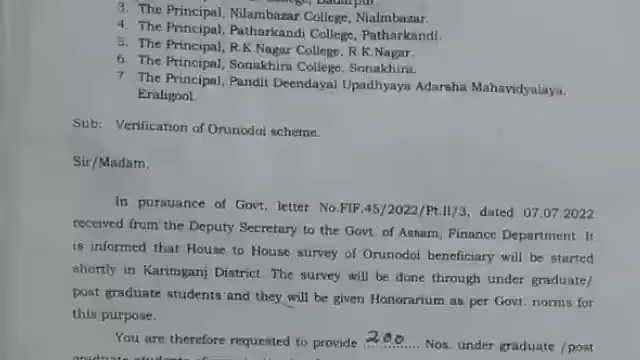 3. The Principal, Nilambazar College, Nialmbazar.
4. The Principal, Patharkandi College, Patharkandi.
5. The Principal, R.K.Nagar College, R.K.Nagar.
6. The Principal, Sonakhira College, Sonakhira.
7 The Principal, Pandit Deendayal Upadhyaya Adarsha Mahavidyalaya,
Eraligool.
Sub: Verification of Orunodoi scheme.
Sir/Madam,
In pursuance of Govt. letter No.FIF.45/2022/Pt.II/3, dated 07.07.2022
received from the Deputy Secretary to the Govt. of Assam, Finance Department. It
is informed that House to House survey of Orunodoi beneficiary will be started
shortly in Karimganj District. The survey will be done through under graduate/
post graduate students and they will be given Honorarium as per Govt. norms for
this purpose.
You are therefore requested to provide 200 Nos. under graduate /post